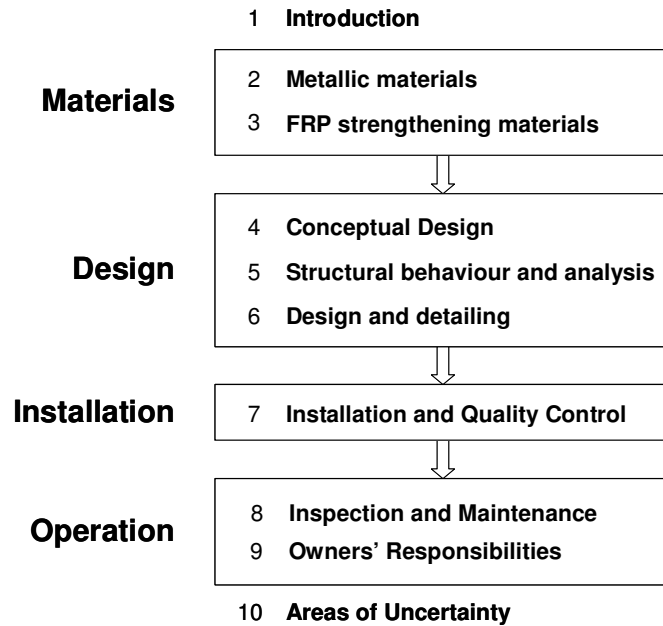 1 Introduction
Materials
2 Metallic materials
3 FRP strengthening materials
Design
4 Conceptual Design
5 Structural behaviour and analysis
6 Design and detailing
Installation
7 Installation and Quality Control
Operation
8 Inspection and Maintenance
9 Owners' Responsibilities
10 Areas of Uncertainty